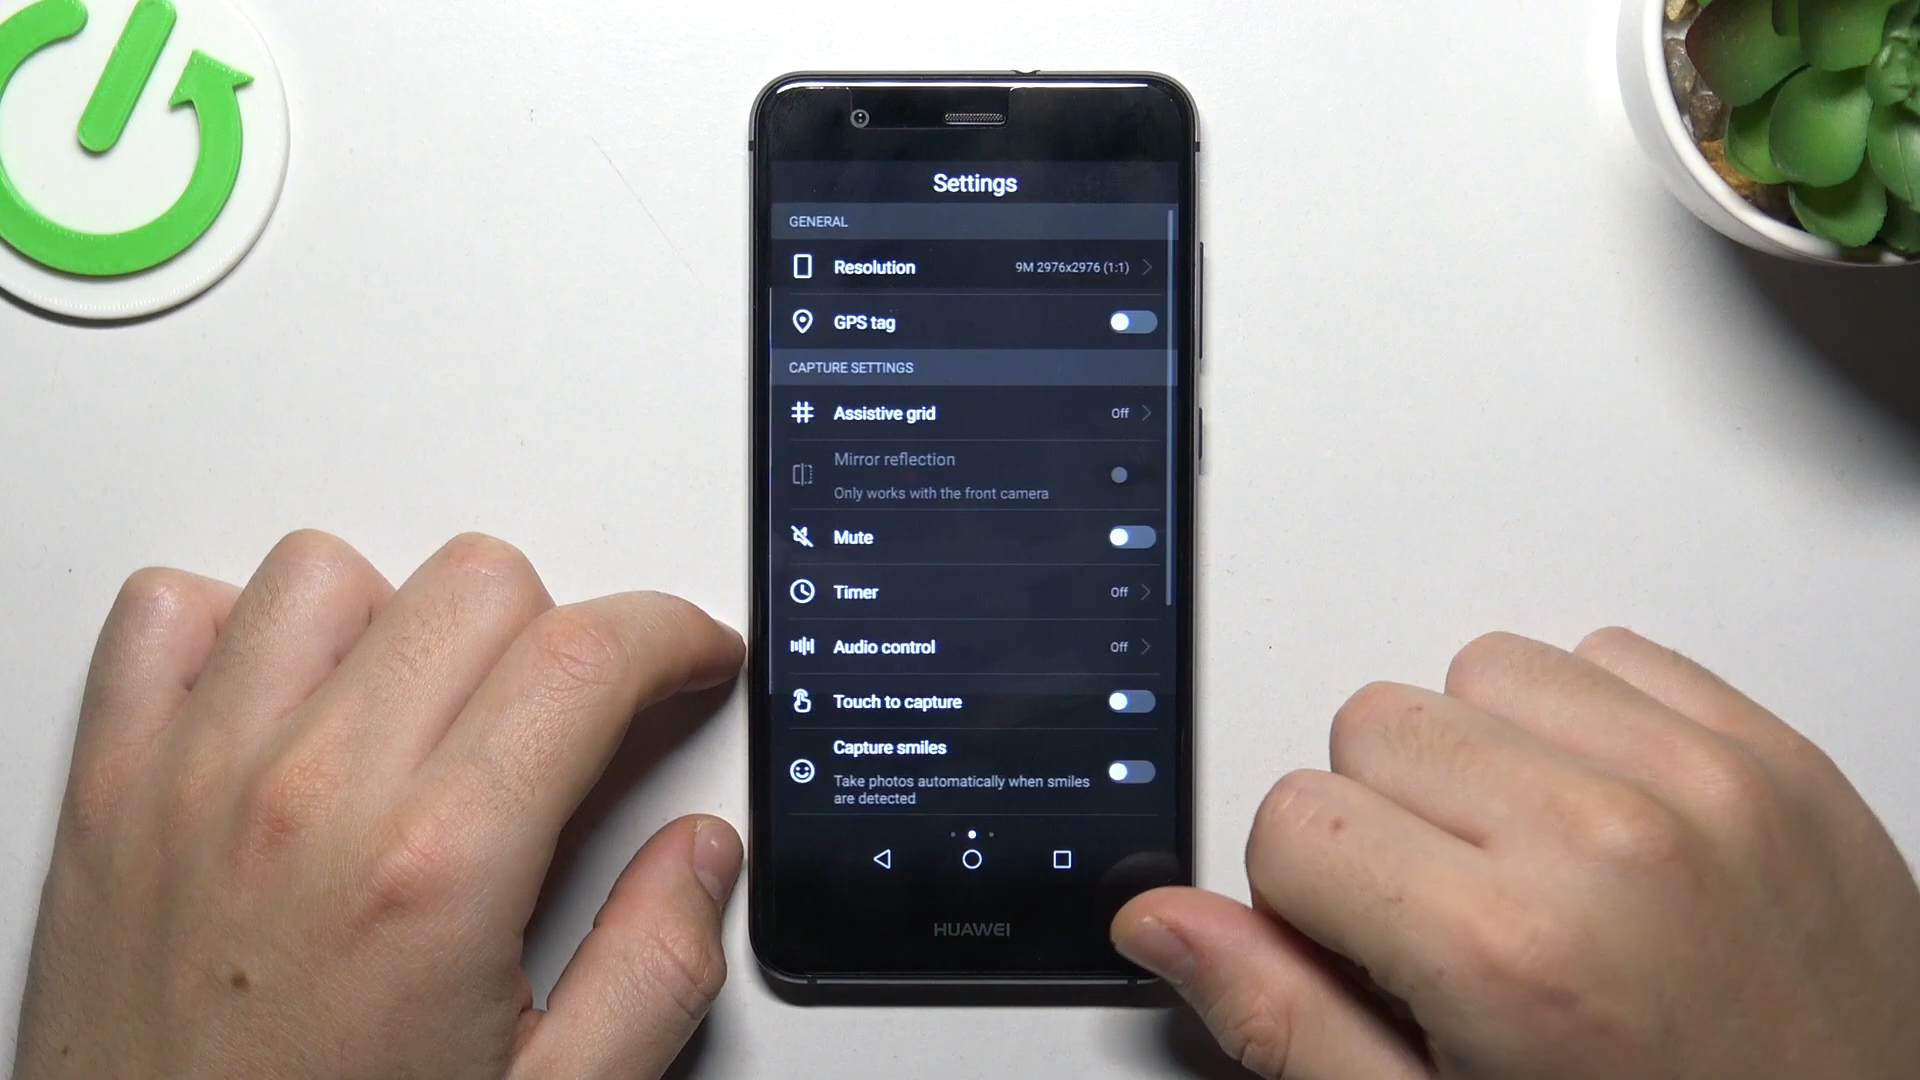 Settings
GENERAL
Resolution 9M 2976x2976 (1:1)
GPS tag
CAPTURE SETTINGS
Assistive grid Off
Mirror reflection
Only works with the front camera
Mute
Timer Off
Audio control Off
Touch to capture
Capture smiles
Take photos automatically when smiles
are detected
HUAWEI